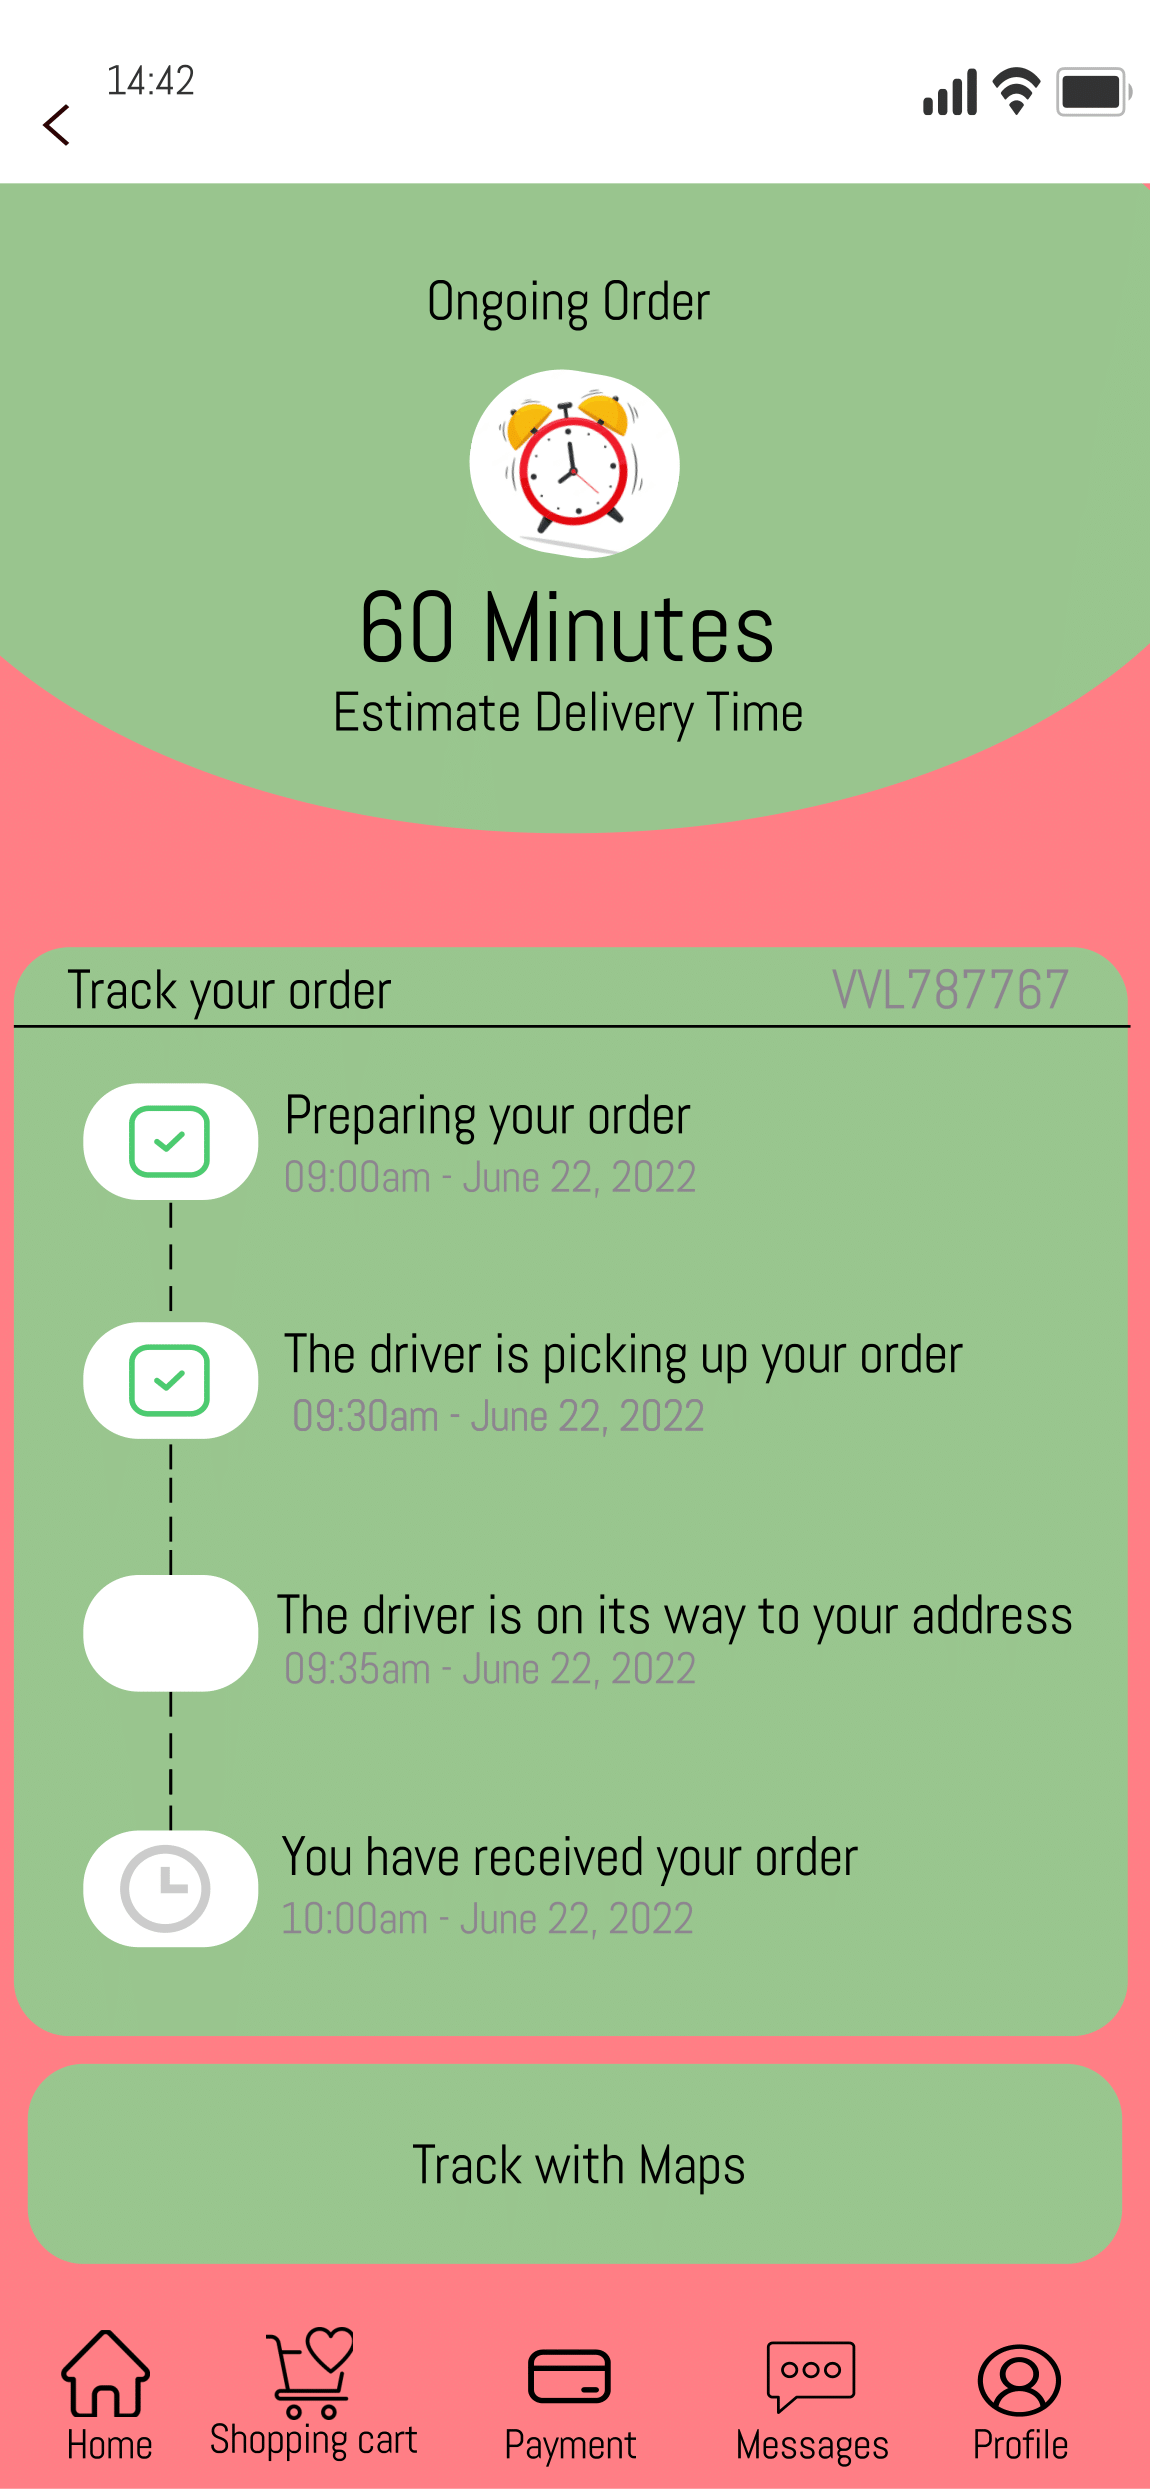 14:42
Ongoing Order
60 Minutes
Estimate Delivery Time
Track your order
VVL787767
Preparing your order
09:00am - June 22, 2022
The driver is picking up your order
09:30am - June 22, 2022
The driver is on its way to your address
09:35am - June 22, 2022
You have received your order
10:00am - June 22, 2022
Track with Maps
Home
Shopping cart
Payment
Messages
Profile